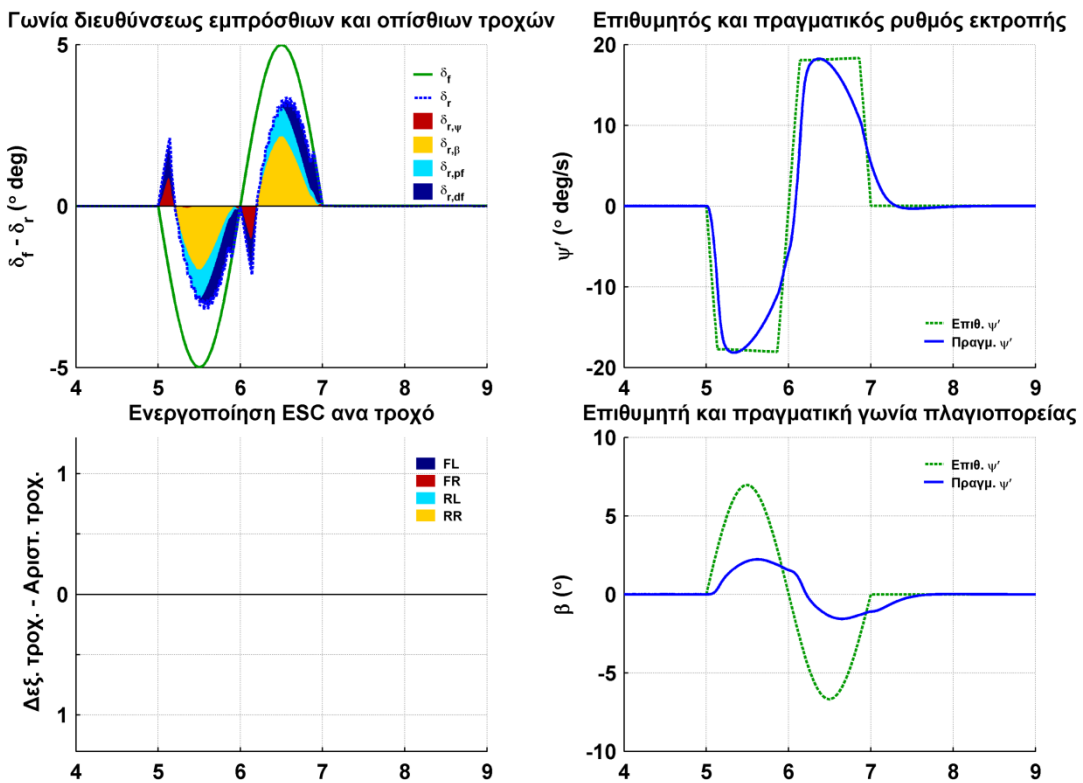 Γωνία διευθύνσεως εμπρόσθιων και οπίσθιων τροχών
δf - δr (° deg)
5
0
-5
4 5 6 7 8 9
δf
δr
δr,ψ
δr,β
δr,pf
δr,df
Επιθυμητός και πραγματικός ρυθμός εκτροπής
ψ' (° deg/s)
20
10
0
-10
-20
4 5 6 7 8 9
Επιθ. ψ'
Πραγμ. ψ'
Ενεργοποίηση ESC ανα τροχό
Δεξ. τροχ. - Αριστ. τροχ.
1
0
1
4 5 6 7 8 9
FL
FR
RL
RR
Επιθυμητή και πραγματική γωνία πλαγιοπορείας
β (°)
10
5
0
-5
-10
4 5 6 7 8 9
Επιθ. ψ'
Πραγμ. ψ'